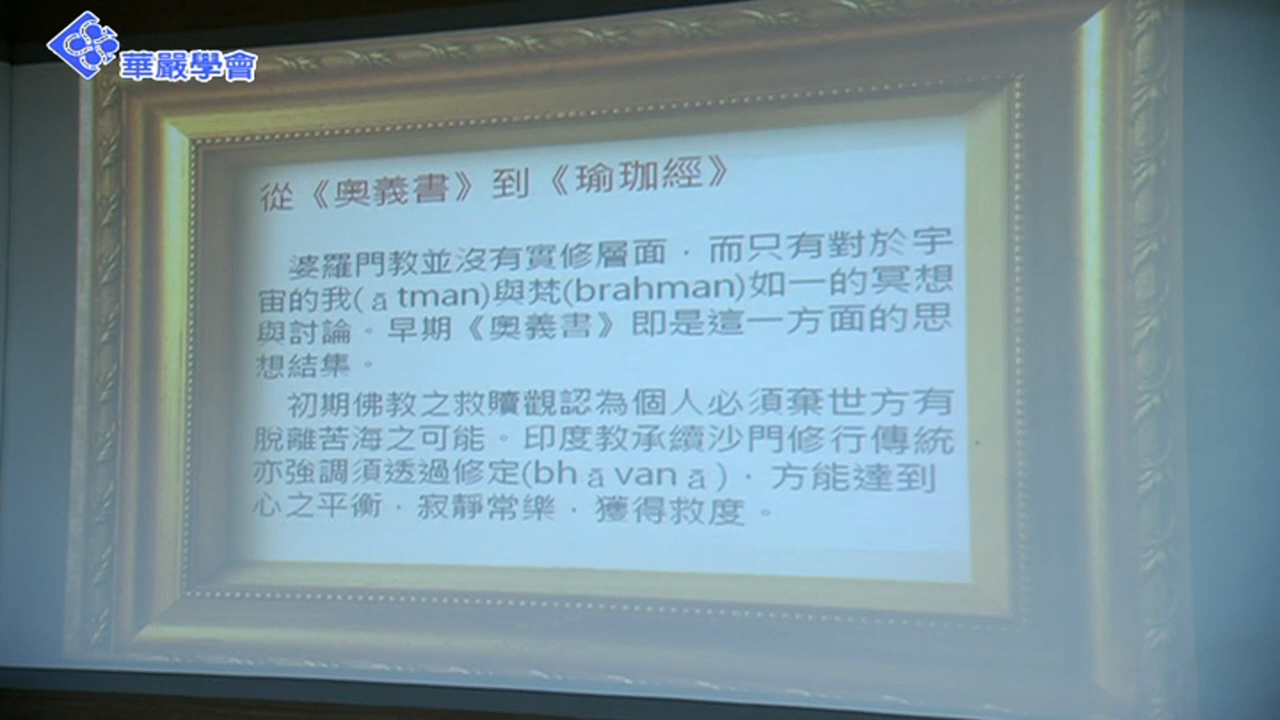 華嚴學會
從《奧義書》到《瑜珈經》
婆羅門教並沒有實修層面，而只有對於宇
宙的我(ātman)與梵(brahman)如一的冥想
與討論。早期《奧義書》即是這一方面的思
想結集。
初期佛教之救贖觀認為個人必須棄世方有
脫離苦海之可能。印度教承續沙門修行傳統
亦強調須透過修定(bhāvanā)，方能達到
心之平衡，寂靜常樂，獲得救度。